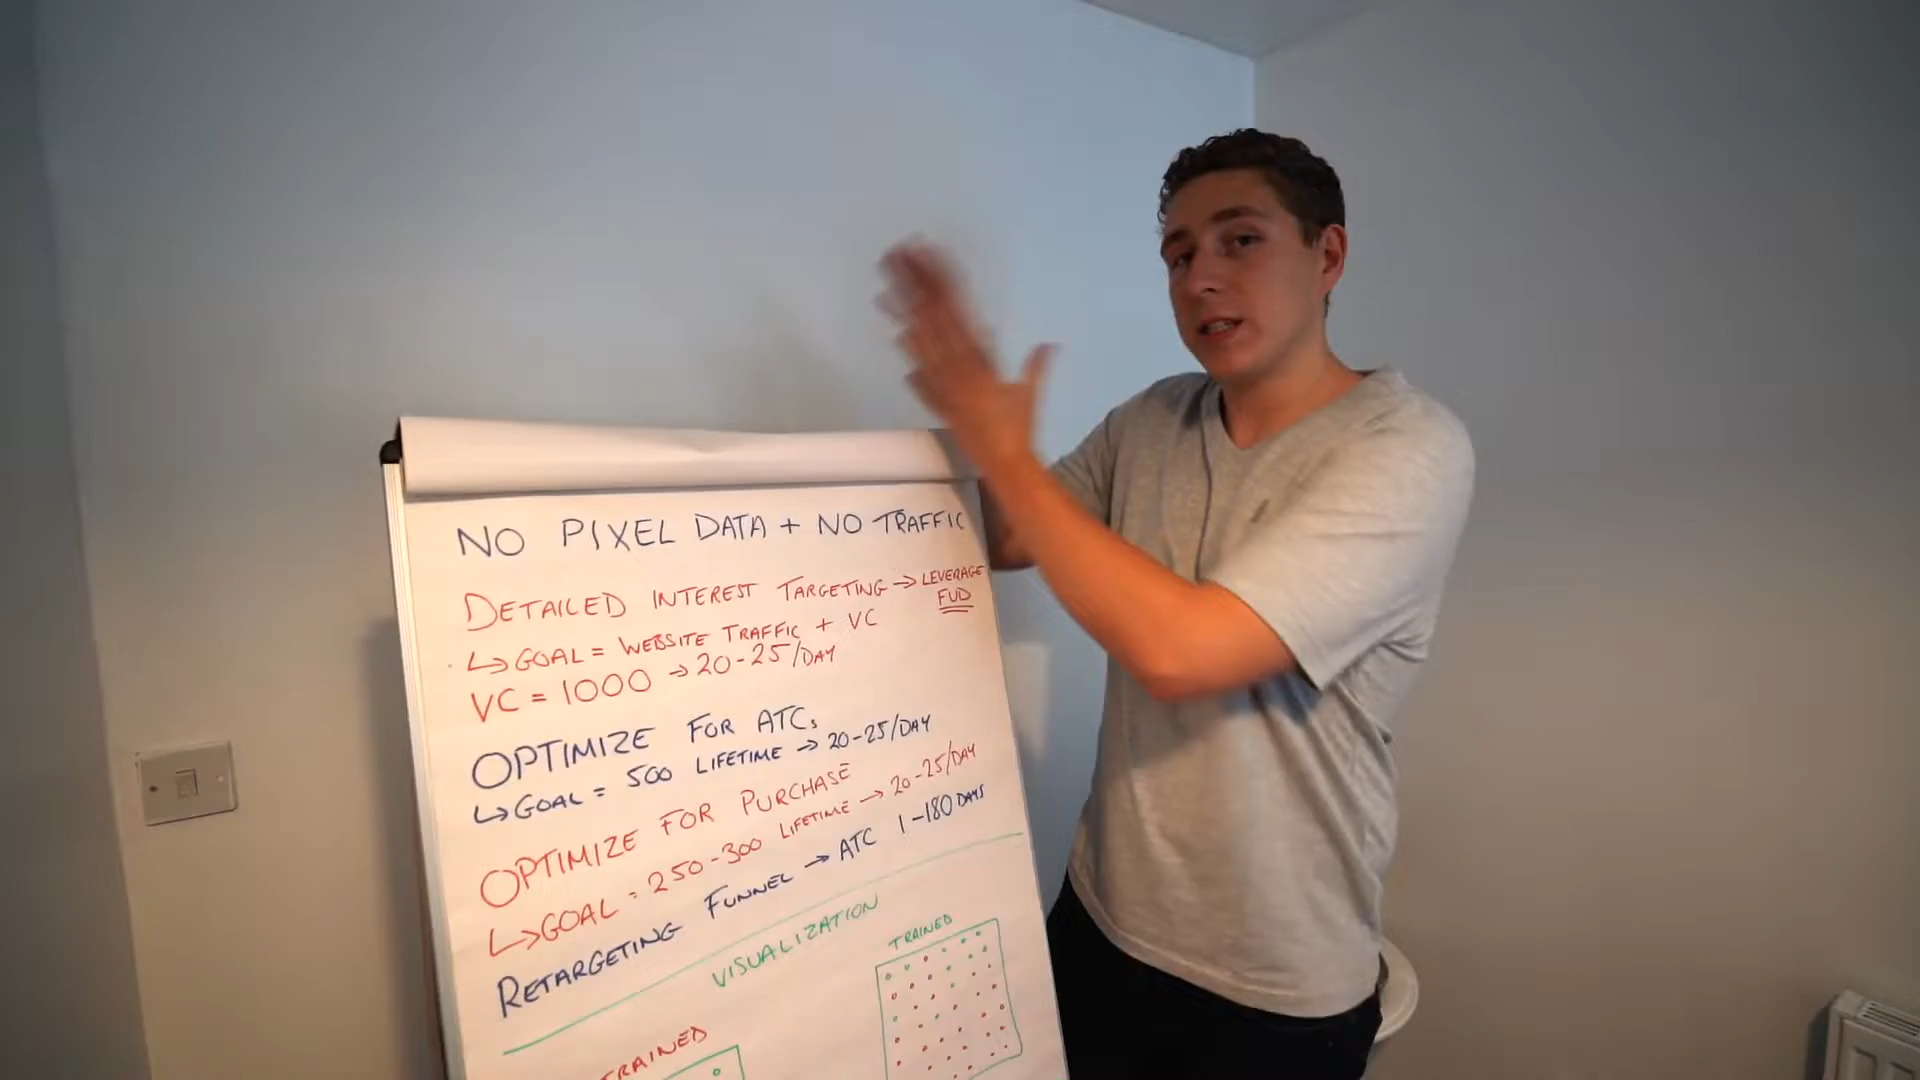 NO PIXEL DATA + NO TRAFFIC
DETAILED INTEREST TARGETING → LEVERAGE
FUD
↳ GOAL = WEBSITE TRAFFIC + VC
VC = 1000 → 20-25/DAY
OPTIMIZE FOR ATCs
↳ GOAL = 500 LIFETIME → 20-25/DAY
OPTIMIZE FOR PURCHASE
↳ GOAL = 250-300 LIFETIME → 20-25/DAY
RETARGETING FUNNEL → ATC 1-180 DAYS
VISUALIZATION
TRAINED
TRAINED